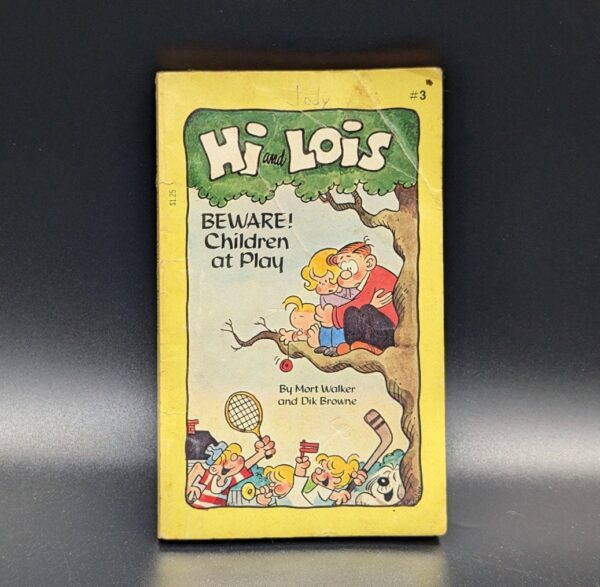 Jody
#3
Hi and Lois
$1.25
BEWARE!
Children
at Play
By Mort Walker
and Dik Browne